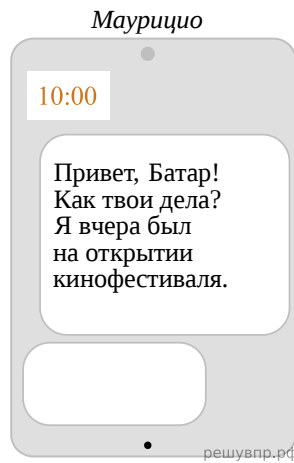 Маурицио
10:00
Привет, Батар!
Как твои дела?
Я вчера был
на открытии
кинофестиваля.
решувпр.рф